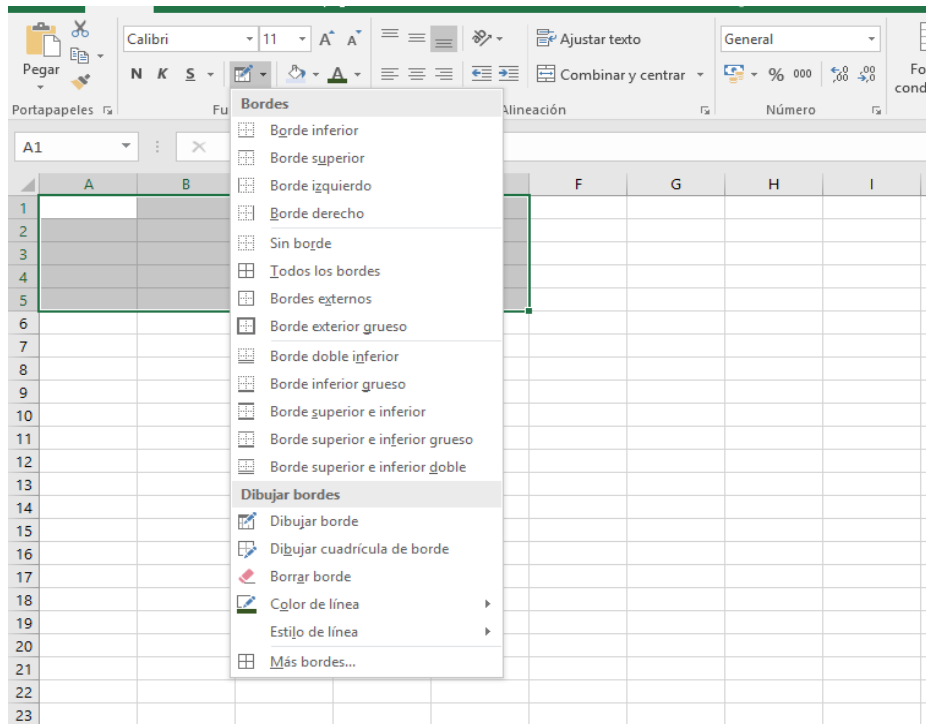 Calibri 11 Ajustar texto General
Pegar N K S A Combinar y centrar % 000 Fo
cond
Portapapeles Fu Alineación Número
A1
A B F G H I
Bordes
Borde inferior
Borde superior
Borde izquierdo
Borde derecho
Sin borde
Todos los bordes
Bordes externos
Borde exterior grueso
Borde doble inferior
Borde inferior grueso
Borde superior e inferior
Borde superior e inferior grueso
Borde superior e inferior doble
Dibujar bordes
Dibujar borde
Dibujar cuadrícula de borde
Borrar borde
Color de línea
Estilo de línea
Más bordes...
1
2
3
4
5
6
7
8
9
10
11
12
13
14
15
16
17
18
19
20
21
22
23